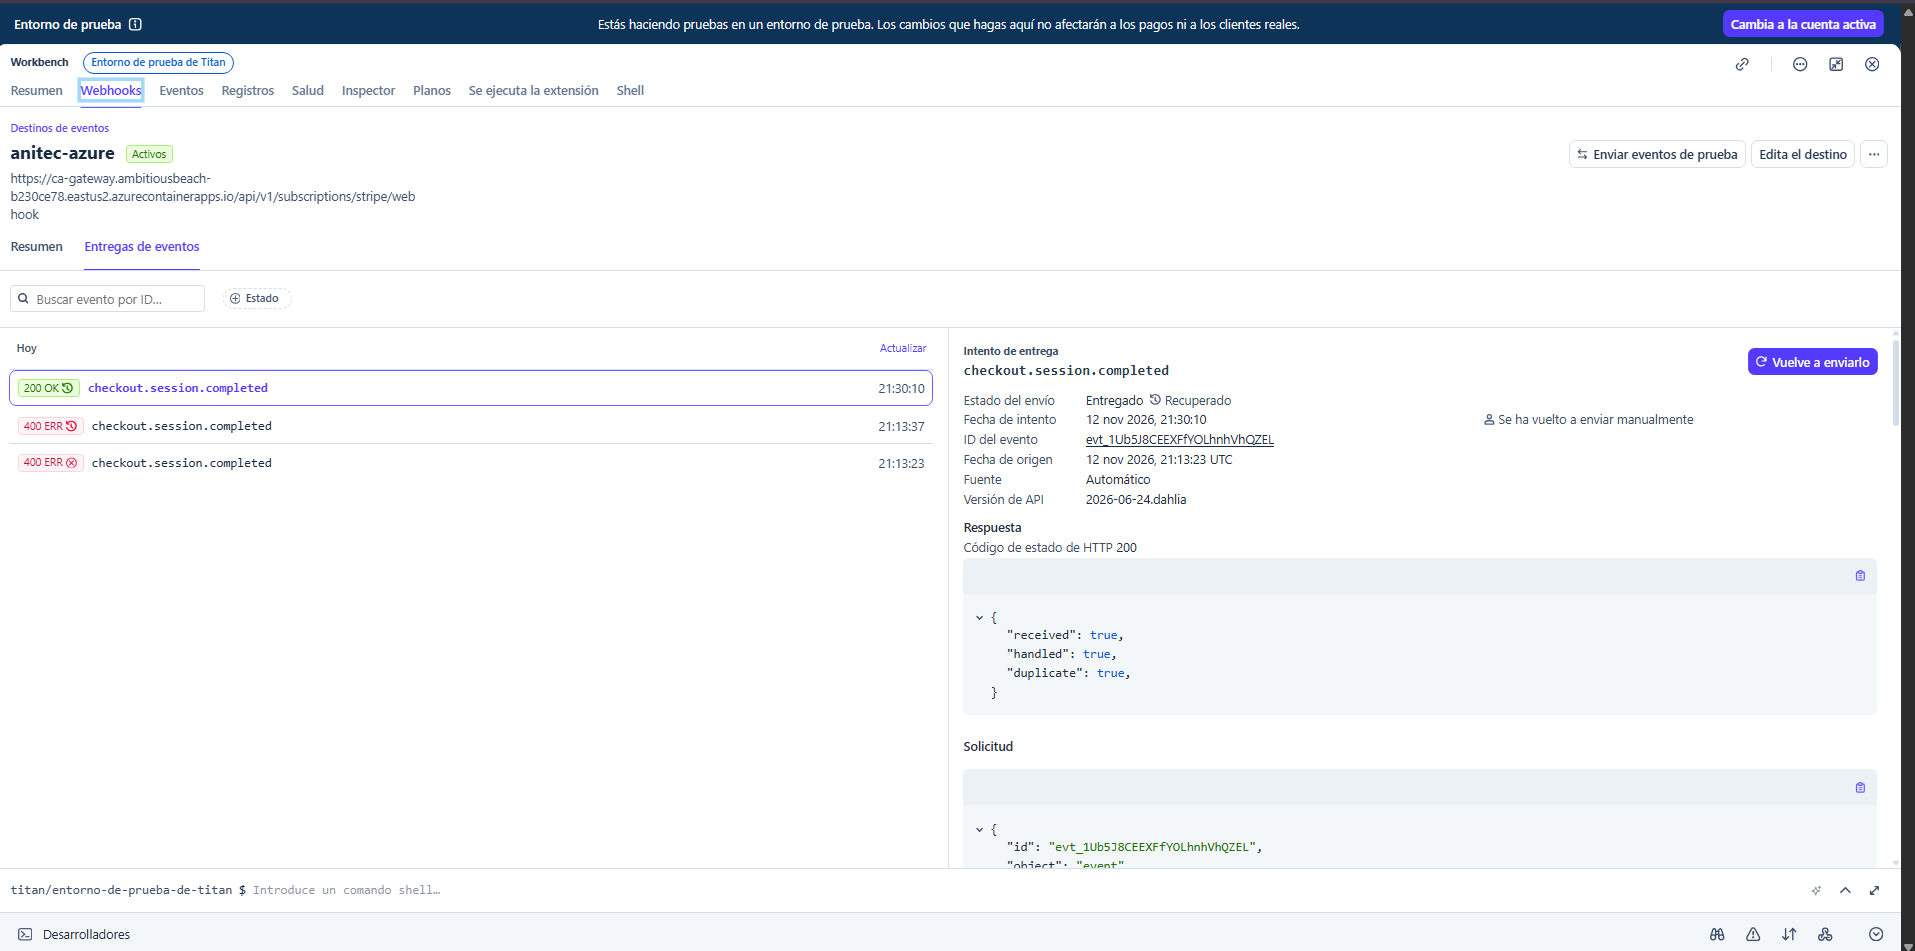 Entorno de prueba
Estás haciendo pruebas en un entorno de prueba. Los cambios que hagas aquí no afectarán a los pagos ni a los clientes reales.
Cambia a la cuenta activa
Workbench
Entorno de prueba de Titan
Resumen Webhooks Eventos Registros Salud Inspector Planos Se ejecuta la extensión Shell
Destinos de eventos
anitec-azure Activos
Enviar eventos de prueba
Edita el destino
https://ca-gateway.ambitiousbeach-
b230ce78.eastus2.azurecontainerapps.io/api/v1/subscriptions/stripe/web
hook
Resumen Entregas de eventos
Buscar evento por ID...
Estado
Hoy
Actualizar
200 OK checkout.session.completed 21:30:10
400 ERR checkout.session.completed 21:13:37
400 ERR checkout.session.completed 21:13:23
Intento de entrega
checkout.session.completed
Vuelve a enviarlo
Estado del envío Entregado Recuperado
Fecha de intento 12 nov 2026, 21:30:10 Se ha vuelto a enviar manualmente
ID del evento evt_1Ub5J8CEEXFfYOLhnhVhQZEL
Fecha de origen 12 nov 2026, 21:13:23 UTC
Fuente Automático
Versión de API 2026-06-24.dahlia
Respuesta
Código de estado de HTTP 200
{
"received": true,
"handled": true,
"duplicate": true,
}
Solicitud
{
"id": "evt_1Ub5J8CEEXFfYOLhnhVhQZEL",
"object": "event"
titan/entorno-de-prueba-de-titan $ Introduce un comando shell…
Desarrolladores